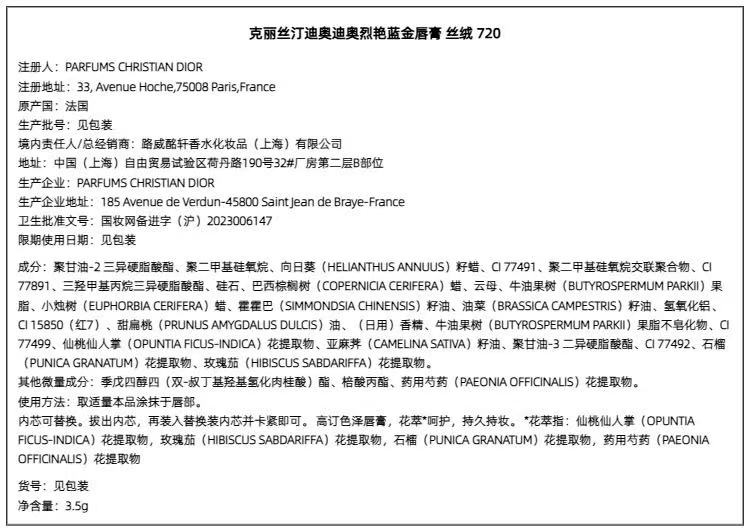 克丽丝汀迪奥迪奥烈艳蓝金唇膏 丝绒 720
注册人：PARFUMS CHRISTIAN DIOR
注册地址：33, Avenue Hoche,75008 Paris,France
原产国：法国
生产批号：见包装
境内责任人/总经销商：路威酩轩香水化妆品（上海）有限公司
地址：中国（上海）自由贸易试验区荷丹路190号32#厂房第二层B部位
生产企业：PARFUMS CHRISTIAN DIOR
生产企业地址：185 Avenue de Verdun-45800 Saint Jean de Braye-France
卫生批准文号：国妆网备进字（沪）2023006147
限期使用日期：见包装
成分：聚甘油-2 三异硬脂酸酯、聚二甲基硅氧烷、向日葵（HELIANTHUS ANNUUS）籽蜡、CI 77491、聚二甲基硅氧烷交联聚合物、CI
77891、三羟甲基丙烷三异硬脂酸酯、硅石、巴西棕榈树（COPERNICIA CERIFERA）蜡、云母、牛油果树（BUTYROSPERMUM PARKII）果
脂、小烛树（EUPHORBIA CERIFERA）蜡、霍霍巴（SIMMONDSIA CHINENSIS）籽油、油菜（BRASSICA CAMPESTRIS）籽油、氢氧化铝、
CI 15850（红7）、甜扁桃（PRUNUS AMYGDALUS DULCIS）油、（日用）香精、牛油果树（BUTYROSPERMUM PARKII）果脂不皂化物、CI
77499、仙桃仙人掌（OPUNTIA FICUS-INDICA）花提取物、亚麻荠（CAMELINA SATIVA）籽油、聚甘油-3 二异硬脂酸酯、CI 77492、石榴
（PUNICA GRANATUM）花提取物、玫瑰茄（HIBISCUS SABDARIFFA）花提取物。
其他微量成分：季戊四醇四（双-叔丁基羟基氢化肉桂酸）酯、棓酸丙酯、药用芍药（PAEONIA OFFICINALIS）花提取物。
使用方法：取适量本品涂抹于唇部。
内芯可替换。拔出内芯，再装入替换装内芯并卡紧即可。 高订色泽唇膏，花萃*呵护，持久持妆。 *花萃指：仙桃仙人掌（OPUNTIA
FICUS-INDICA）花提取物，玫瑰茄（HIBISCUS SABDARIFFA）花提取物，石榴（PUNICA GRANATUM）花提取物，药用芍药（PAEONIA
OFFICINALIS）花提取物
货号：见包装
净含量：3.5g